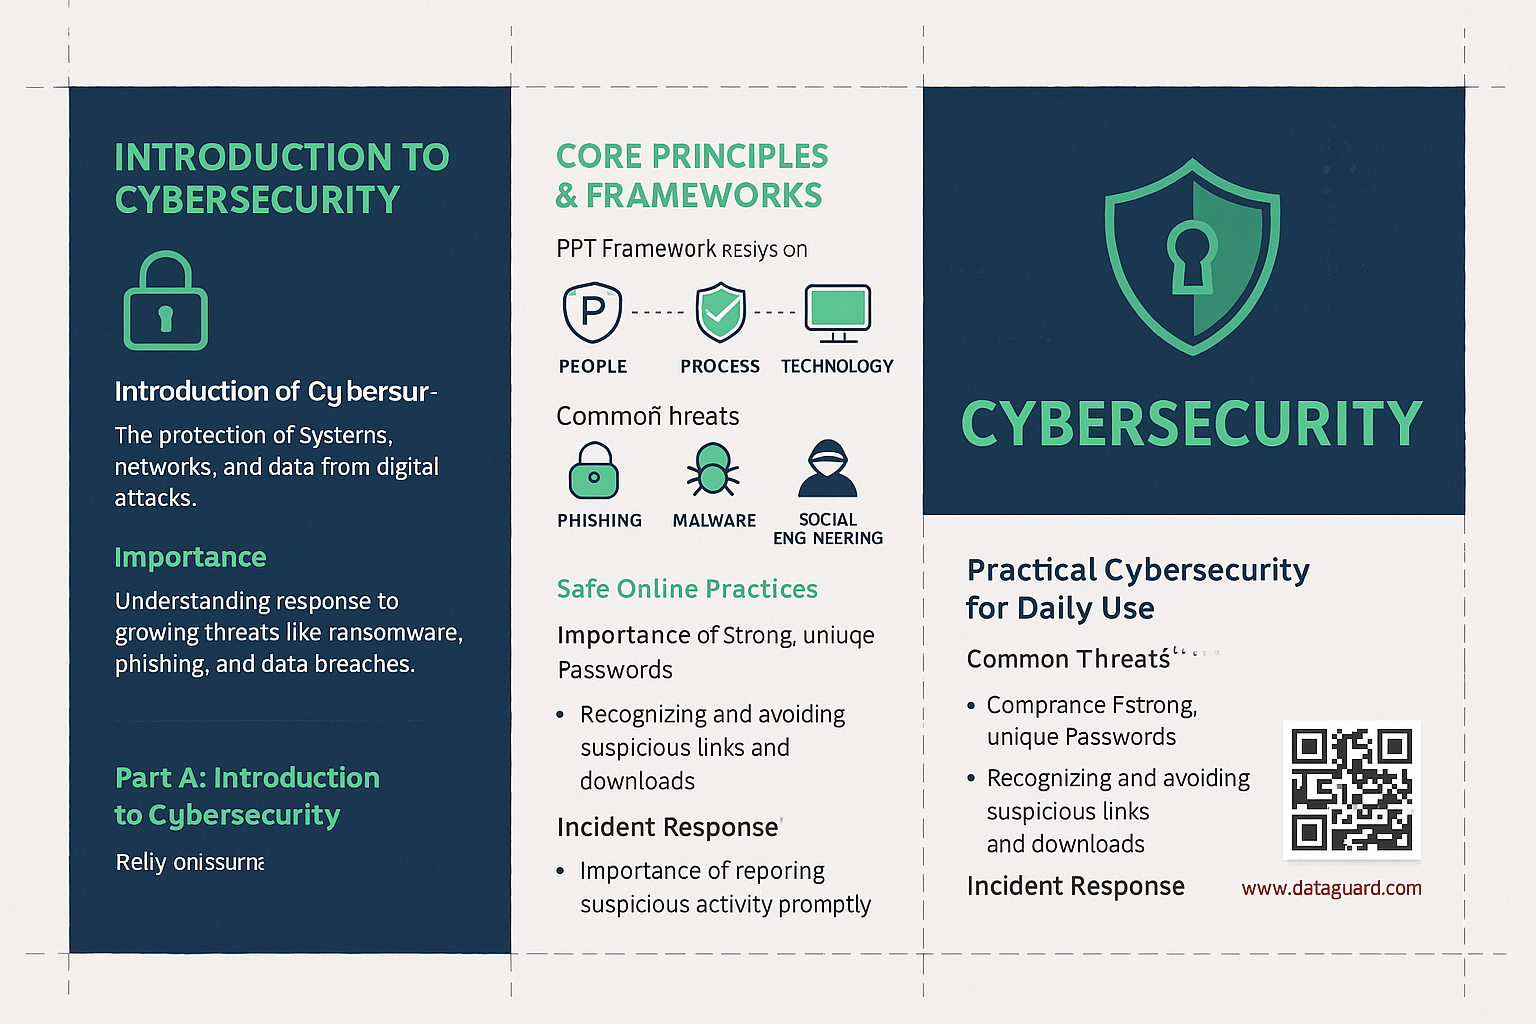 INTRODUCTION TO
CYBERSECURITY
Introduction of Cybersur-
The protection of Systerns,
networks, and data from digital
attacks.
Importance
Understanding response to
growing threats like ransomware,
phishing, and data breaches.
Part A: Introduction
to Cybersecurity
Reliy
CORE PRINCIPLES
& FRAMEWORKS
PPT Framework REsiys on
P
PEOPLE
PROCESS
TECHNOLOGY
Commoñ hreats
PHISHING
MALWARE
SOCIAL
ENG NEERING
Safe Online Practices
Importance of Strong, uniuqe
Passwords
• Recognizing and avoiding
suspicious links and
downloads
Incident Response
• Importance of reporting
suspicious activity promptly
CYBERSECURITY
Practical Cybersecurity
for Daily Use
Common Threatś
• Comprance Fstrong,
unique Passwords
• Recognizing and avoiding
suspicious links
and downloads
Incident Response
www.dataguard.com